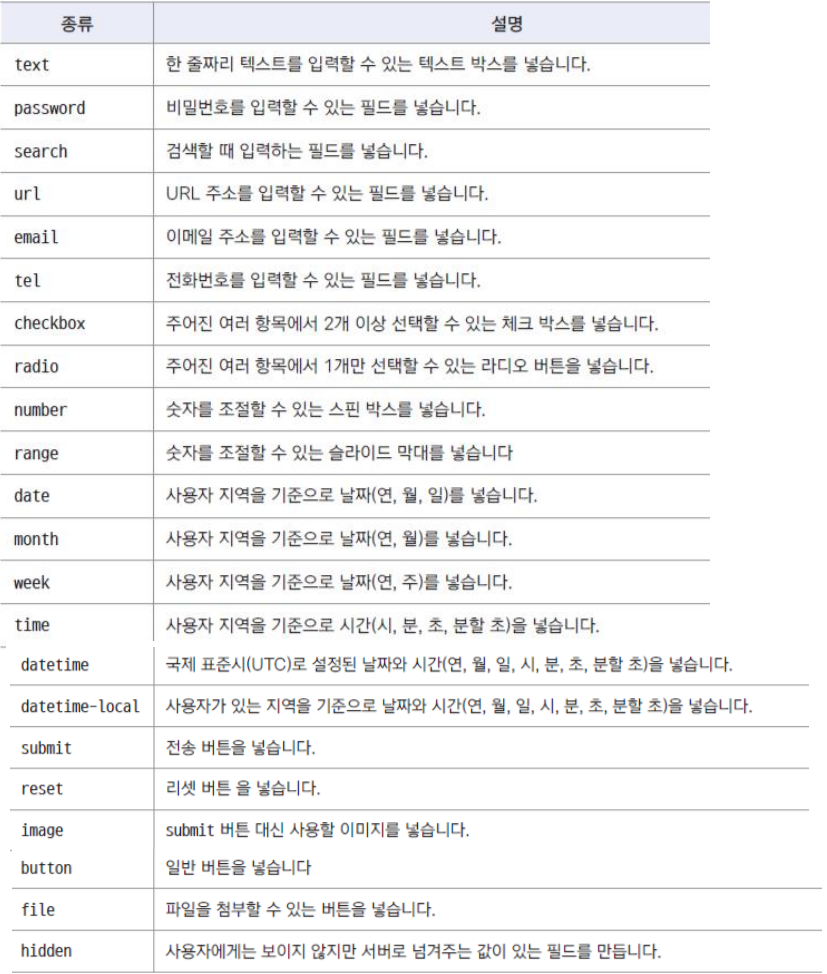 종류 설명
text 한 줄짜리 텍스트를 입력할 수 있는 텍스트 박스를 넣습니다.
password 비밀번호를 입력할 수 있는 필드를 넣습니다.
search 검색할 때 입력하는 필드를 넣습니다.
url URL 주소를 입력할 수 있는 필드를 넣습니다.
email 이메일 주소를 입력할 수 있는 필드를 넣습니다.
tel 전화번호를 입력할 수 있는 필드를 넣습니다.
checkbox 주어진 여러 항목에서 2개 이상 선택할 수 있는 체크 박스를 넣습니다.
radio 주어진 여러 항목에서 1개만 선택할 수 있는 라디오 버튼을 넣습니다.
number 숫자를 조절할 수 있는 스핀 박스를 넣습니다.
range 숫자를 조절할 수 있는 슬라이드 막대를 넣습니다
date 사용자 지역을 기준으로 날짜(연, 월, 일)를 넣습니다.
month 사용자 지역을 기준으로 날짜(연, 월)를 넣습니다.
week 사용자 지역을 기준으로 날짜(연, 주)를 넣습니다.
time 사용자 지역을 기준으로 시간(시, 분, 초, 분할 초)을 넣습니다.
datetime 국제 표준시(UTC)로 설정된 날짜와 시간(연, 월, 일, 시, 분, 초, 분할 초)을 넣습니다.
datetime-local 사용자가 있는 지역을 기준으로 날짜와 시간(연, 월, 일, 시, 분, 초, 분할 초)을 넣습니다.
submit 전송 버튼을 넣습니다.
reset 리셋 버튼 을 넣습니다.
image submit 버튼 대신 사용할 이미지를 넣습니다.
button 일반 버튼을 넣습니다
file 파일을 첨부할 수 있는 버튼을 넣습니다.
hidden 사용자에게는 보이지 않지만 서버로 넘겨주는 값이 있는 필드를 만듭니다.